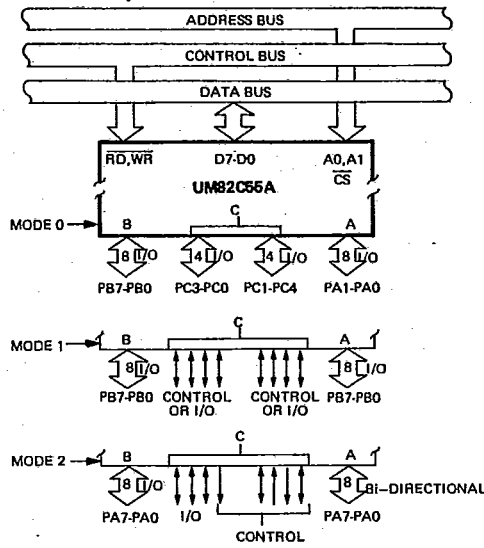 ADDRESS BUS
CONTROL BUS
DATA BUS
RD,WR D7-D0 A0,A1
CS
UM82C55A
MODE 0 B C A
8 I/O 4 I/O 4 I/O 8 I/O
PB7-PB0 PC3-PC0 PC1-PC4 PA1-PA0
MODE 1 B C A
8 I/O 8 I/O
PB7-PB0 CONTROL OR I/O CONTROL OR I/O PB7-PB0
MODE 2 B C A
8 I/O 8 Bi-DIRECTIONAL
PA7-PA0 I/O PA7-PA0
CONTROL